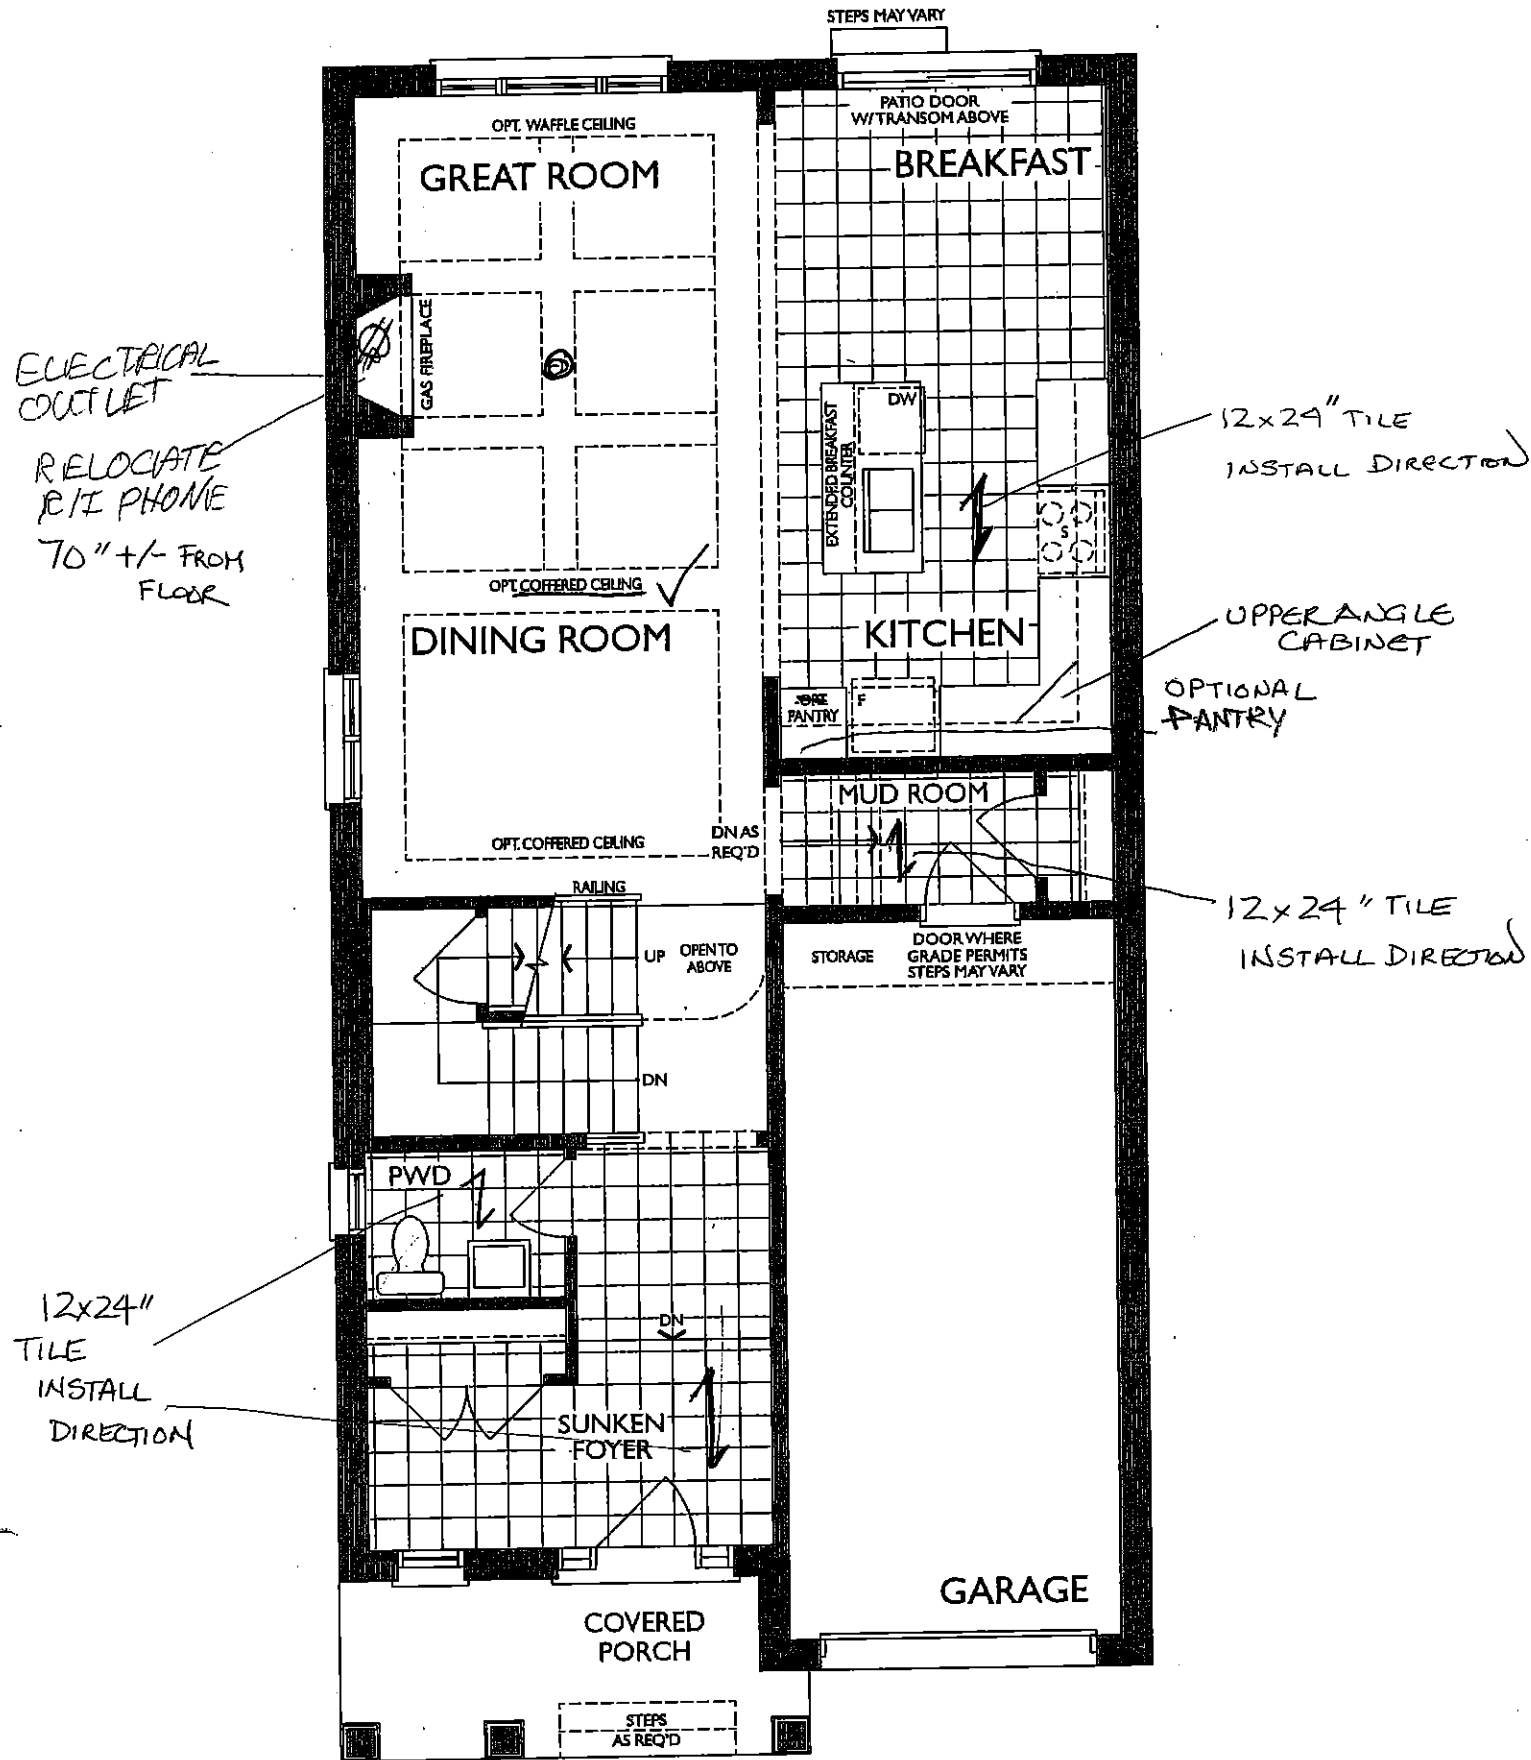 STEPS MAY VARY
PATIO DOOR
W/TRANSOM ABOVE
OPT. WAFFLE CEILING
GREAT ROOM
BREAKFAST
GAS FIREPLACE
ELECTRICAL
OUTLET
RELOCIATE
R/I PHONE
70" +/- FROM
FLOOR
DW
EXTENDED BREAKFAST
COUNTER
12x24" TILE
INSTALL DIRECTION
S
OPT. COFFERED CEILING
DINING ROOM
KITCHEN
UPPER ANGLE
CABINET
OPTIONAL
PANTRY
PANTRY
F
MUD ROOM
OPT. COFFERED CEILING
DN AS
REQ'D
RAILING
12x24" TILE
INSTALL DIRECTION
UP
OPEN TO
ABOVE
STORAGE
DOOR WHERE
GRADE PERMITS
STEPS MAY VARY
DN
PWD
12x24"
TILE
INSTALL
DIRECTION
DN
SUNKEN
FOYER
GARAGE
COVERED
PORCH
STEPS
AS REQ'D